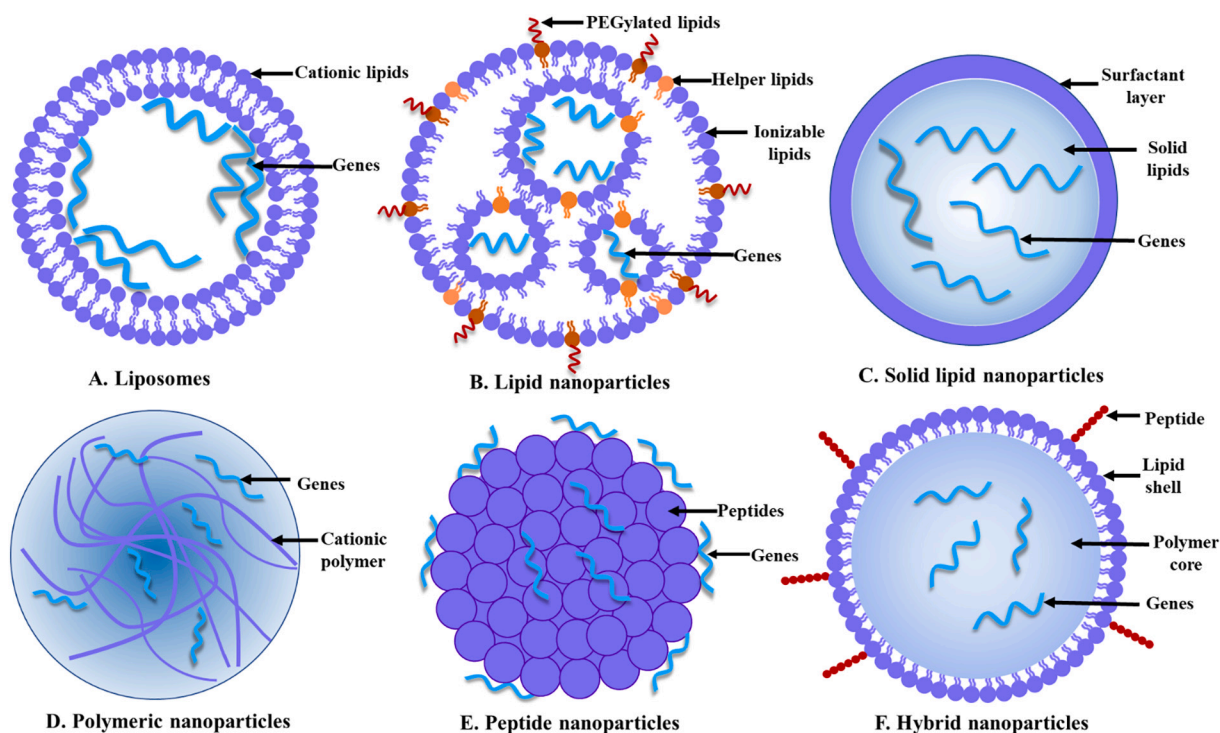 PEGylated lipids
Cationic lipids
Genes
A. Liposomes
Helper lipids
Ionizable
lipids
Genes
B. Lipid nanoparticles
Surfactant
layer
Solid
lipids
Genes
C. Solid lipid nanoparticles
Genes
Cationic
polymer
D. Polymeric nanoparticles
Peptides
Genes
E. Peptide nanoparticles
Peptide
Lipid
shell
Polymer
core
Genes
F. Hybrid nanoparticles